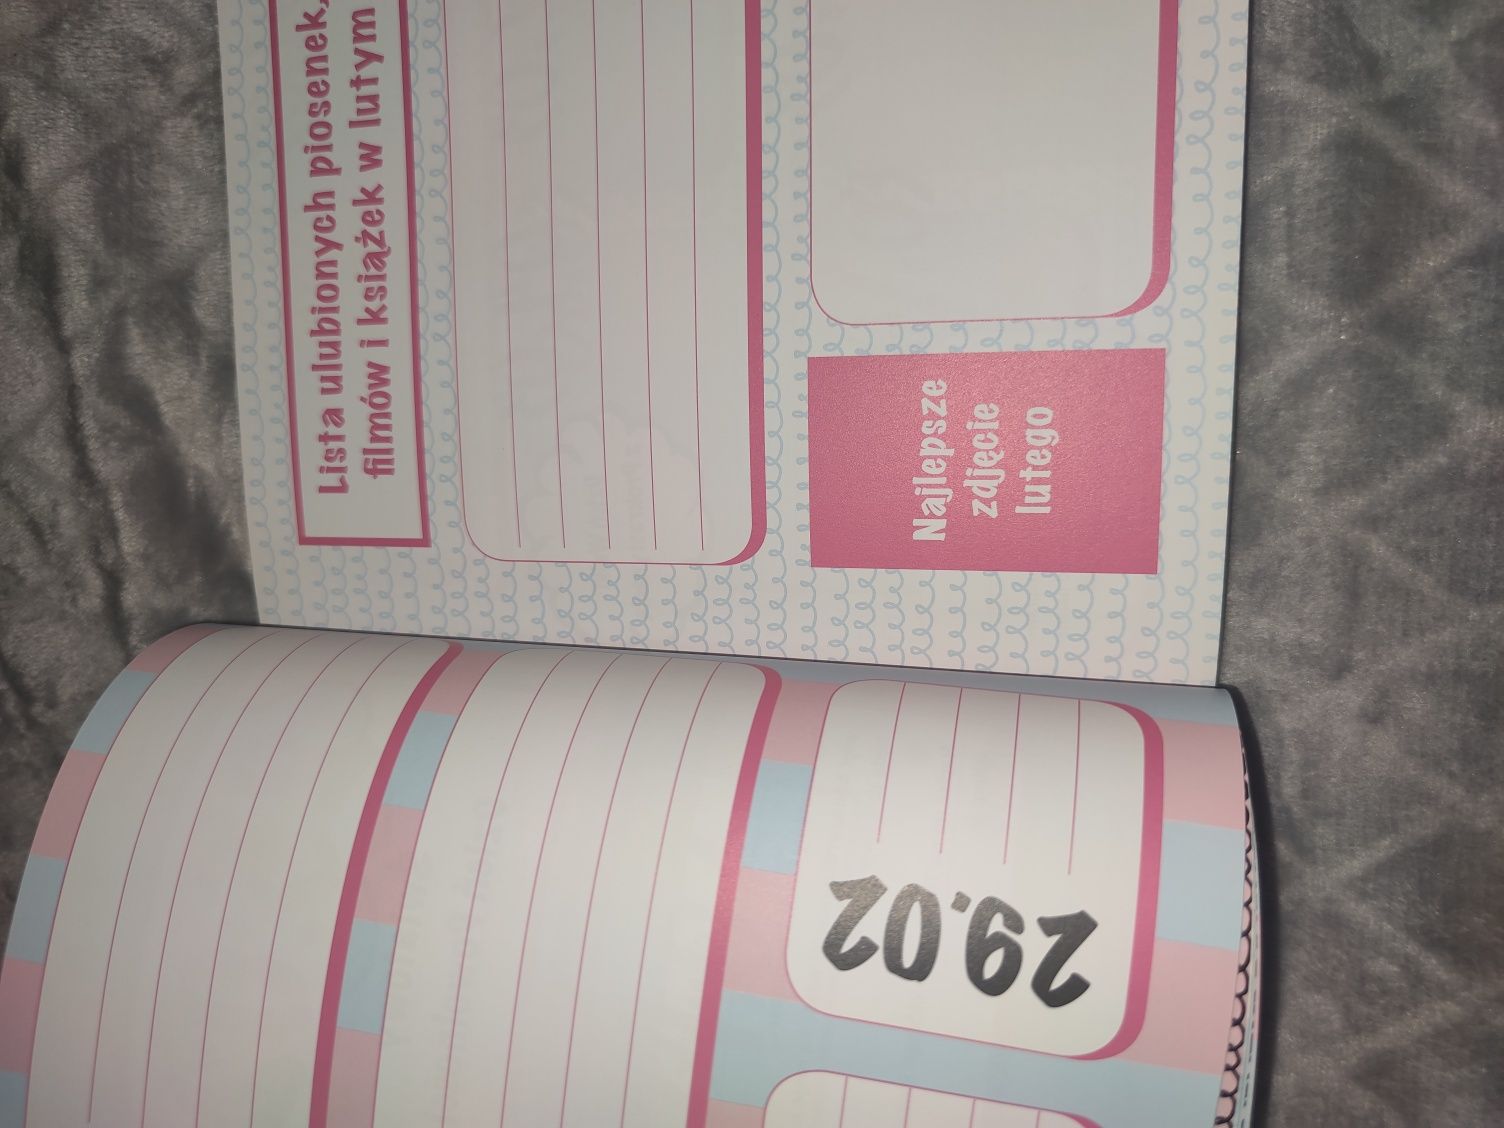 Lista ulubionych piosenek,
filmów i książek w lutym
Najlepsze
zdjęcie
lutego
29.02